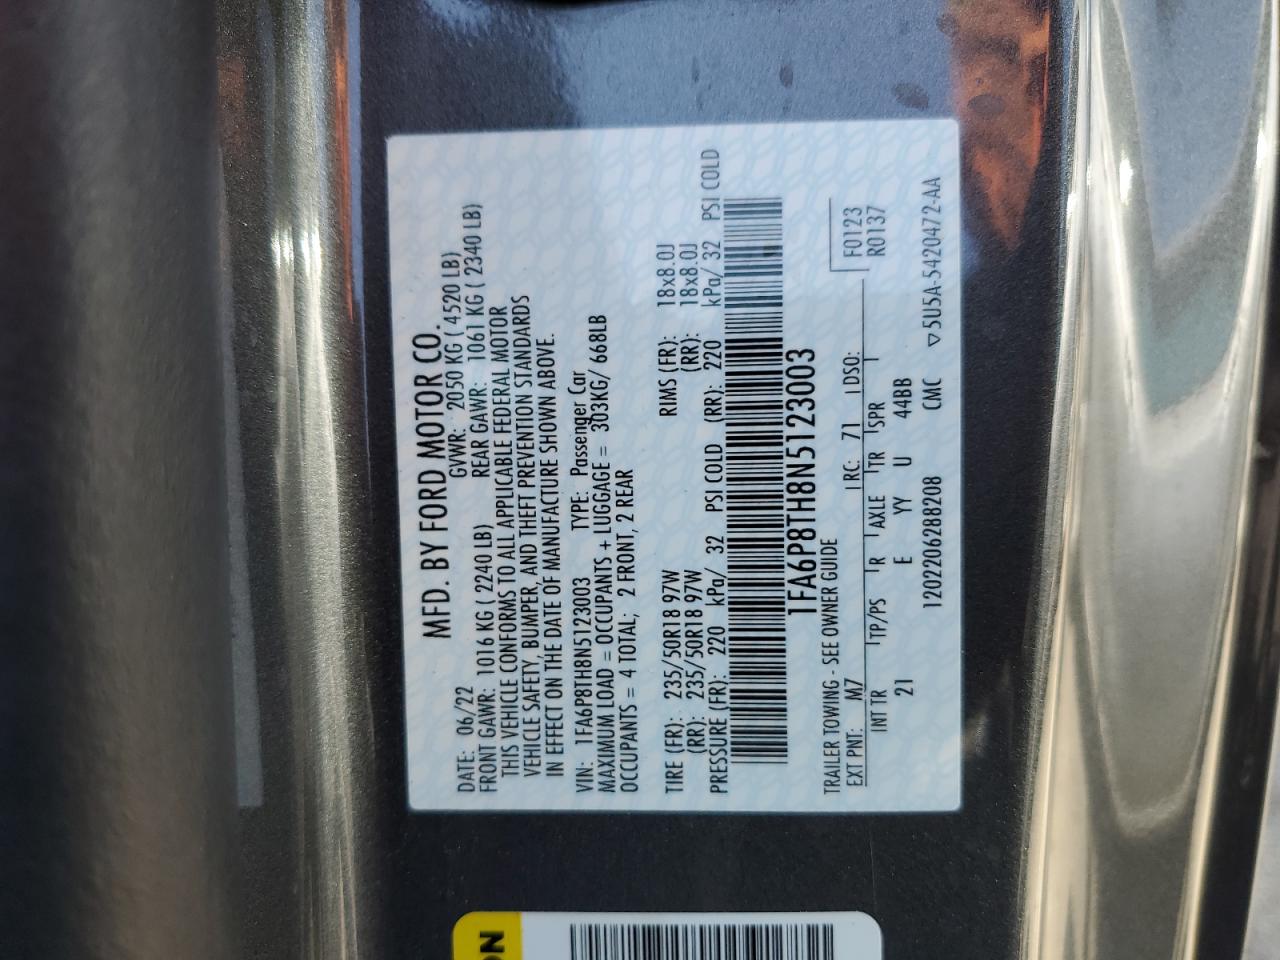 MFD. BY FORD MOTOR CO.
DATE: 06/22 GVWR: 2050 KG ( 4520 LB)
FRONT GAWR: 1016 KG ( 2240 LB) REAR GAWR: 1061 KG ( 2340 LB)
THIS VEHICLE CONFORMS TO ALL APPLICABLE FEDERAL MOTOR
VEHICLE SAFETY, BUMPER, AND THEFT PREVENTION STANDARDS
IN EFFECT ON THE DATE OF MANUFACTURE SHOWN ABOVE.
VIN: 1FA6P8TH8N5123003 TYPE: Passenger Car
MAXIMUM LOAD = OCCUPANTS + LUGGAGE = 303KG/ 668LB
OCCUPANTS = 4 TOTAL; 2 FRONT, 2 REAR
TIRE (FR): 235/50R18 97W RIMS (FR): 18x8.0J
(RR): 235/50R18 97W (RR): 18x8.0J
PRESSURE (FR): 220 kPa/ 32 PSI COLD (RR): 220 kPa/ 32 PSI COLD
1FA6P8TH8N5123003
TRAILER TOWING - SEE OWNER GUIDE
F0123
EXT PNT: M7 RC: 71 DSO:
R0137
INT TR TP/PS R AXLE TR SPR
21 E YY U 44BB
120220628­8208 CMC ▽5U5A-5420472-AA
ON